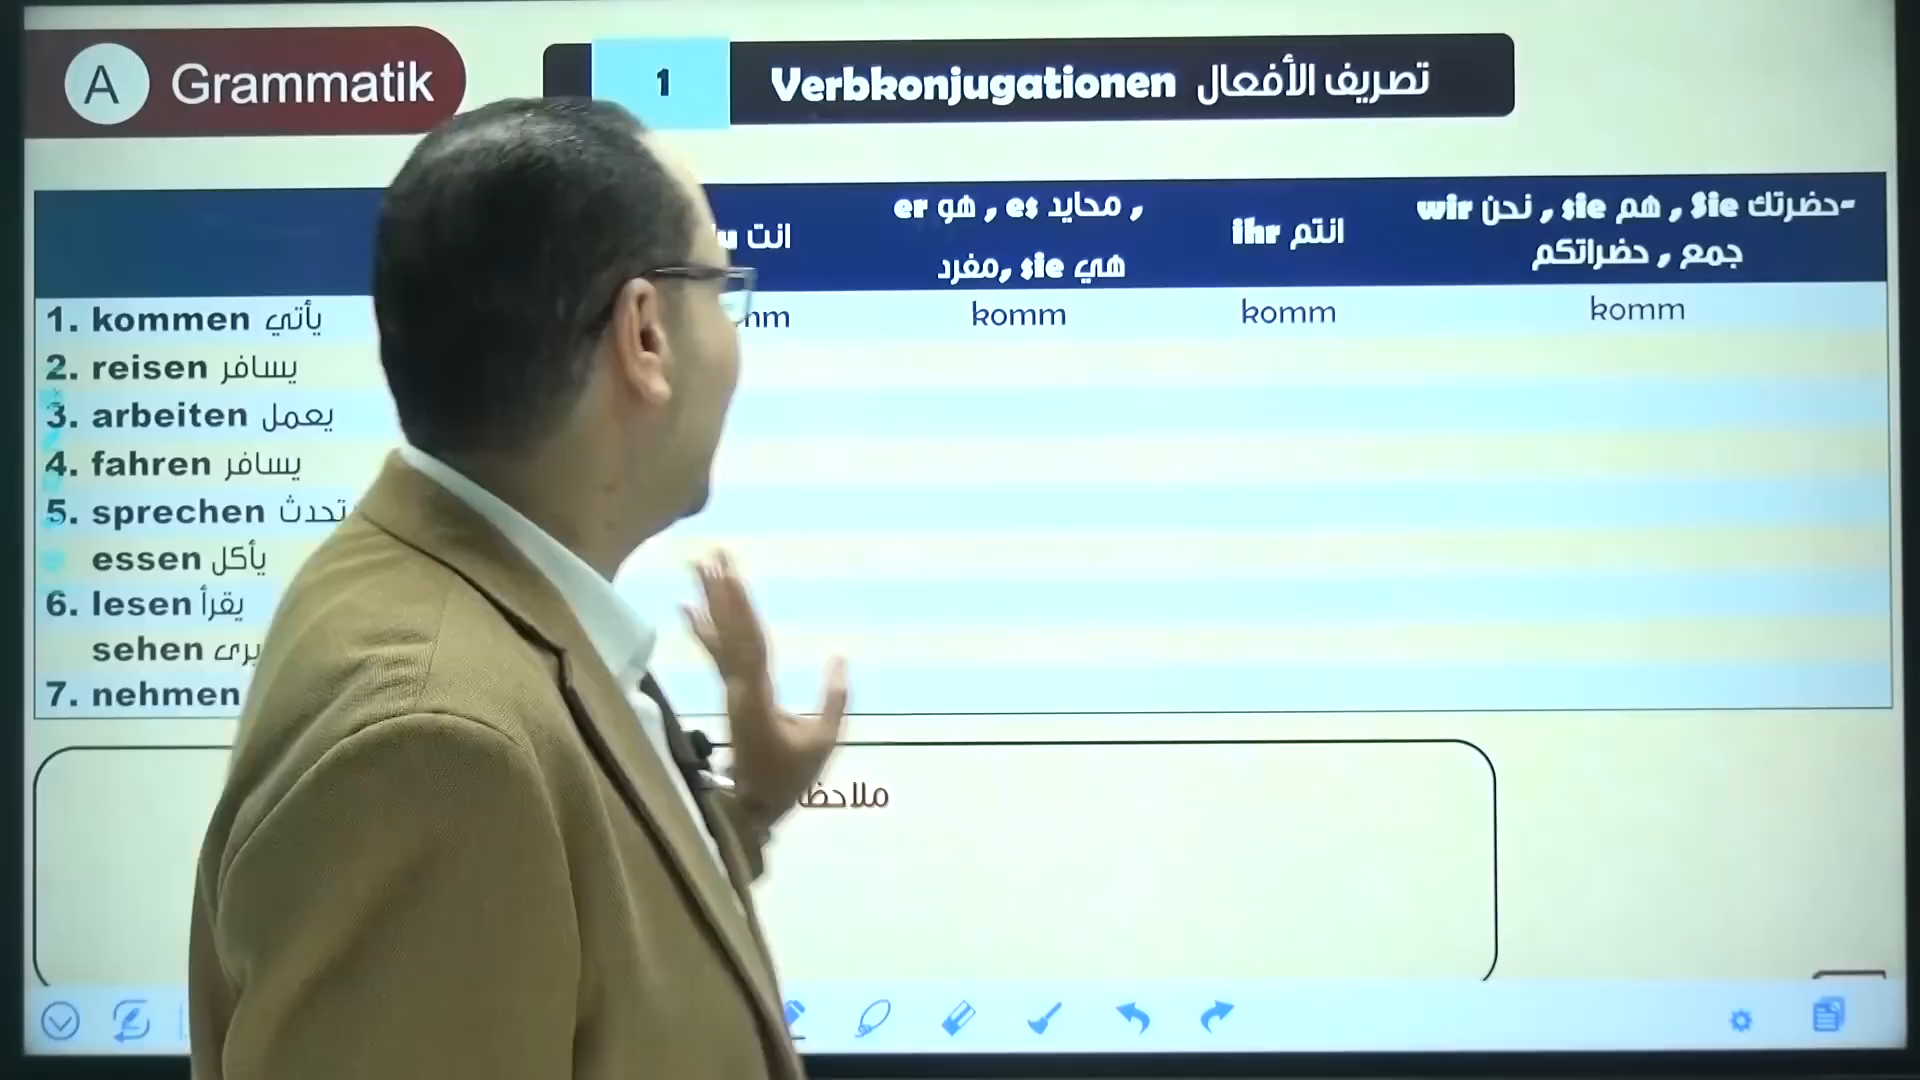 A Grammatik
1 Verbkonjugationen تصريف الأفعال
انت
er هو , es محايد ,
هي sie ,مفرد
ihr انتم
wir نحن , sie هم , Sie حضرتك-
جمع , حضراتكم
1. kommen يأتي komm komm komm
2. reisen يسافر
3. arbeiten يعمل
4. fahren يسافر
5. sprechen
essen يأكل
6. lesen يقرأ
sehen يرى
7. nehmen